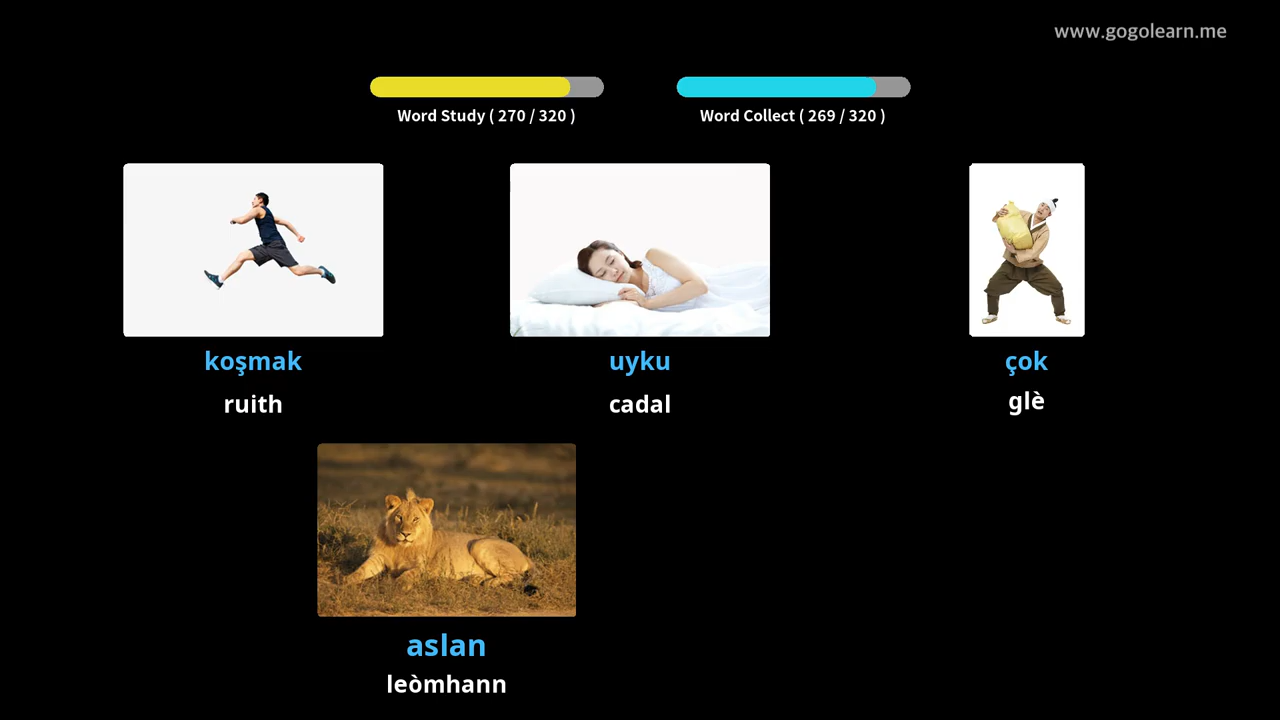 www.gogolearn.me
Word Study ( 270 / 320 )
Word Collect ( 269 / 320 )
koşmak
ruith
uyku
cadal
çok
glè
aslan
leòmhann